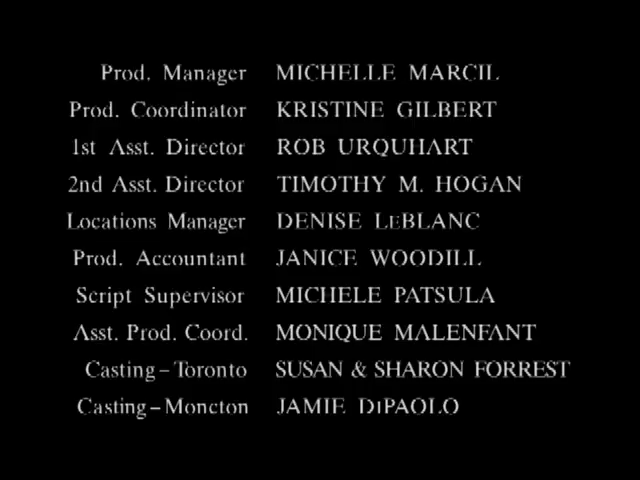 Prod. Manager MICHELLE MARCIL
Prod. Coordinator KRISTINE GILBERT
1st Asst. Director ROB URQUHART
2nd Asst. Director TIMOTHY M. HOGAN
Locations Manager DENISE LEBLANC
Prod. Accountant JANICE WOODILL
Script Supervisor MICHELE PATSULA
Asst. Prod. Coord. MONIQUE MALENFANT
Casting–Toronto SUSAN & SHARON FORREST
Casting–Moncton JAMIE DIPAOLO